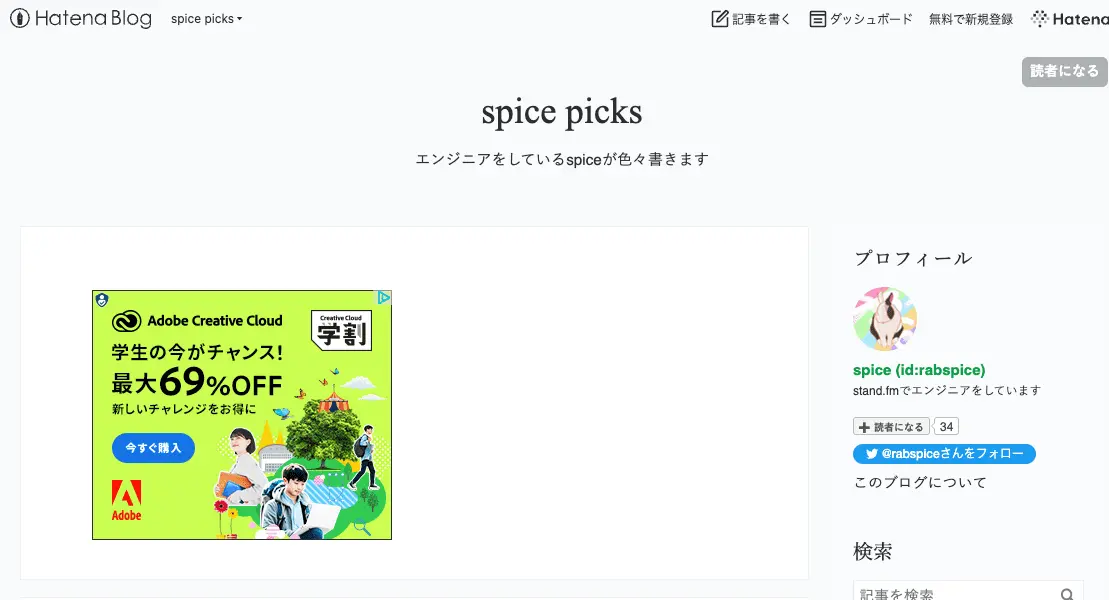 Hatena Blog
spice picks
記事を書く
ダッシュボード
無料で新規登録
Hatena
読者になる
spice picks
エンジニアをしているspiceが色々書きます
Adobe Creative Cloud
Creative Cloud
学割
学生の今がチャンス!
最大69%OFF
新しいチャレンジをお得に
今すぐ購入
Adobe
プロフィール
spice (id:rabspice)
stand.fmでエンジニアをしています
読者になる 34
@rabspiceさんをフォロー
このブログについて
検索
記事を検索